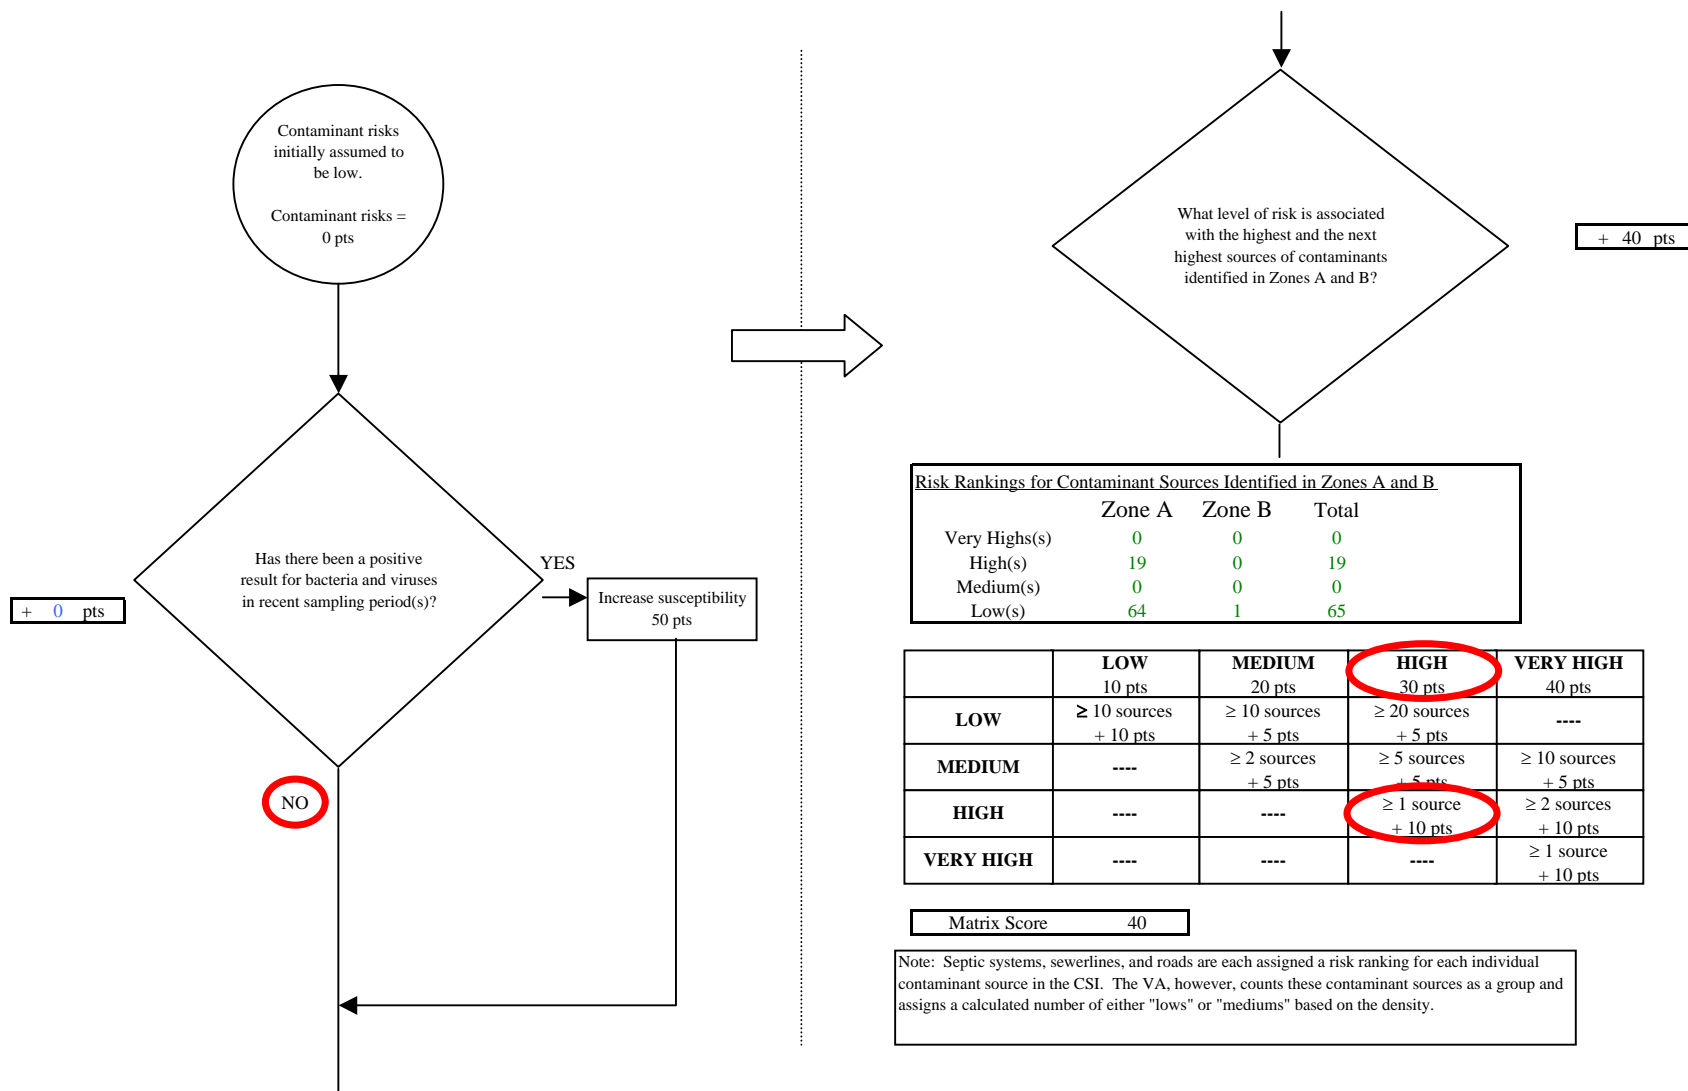 Contaminant risks
initially assumed to
be low.
Contaminant risks =
0 pts
Has there been a positive
result for bacteria and viruses
in recent sampling period(s)?
YES
+ 0 pts
Increase susceptibility
50 pts
NO
What level of risk is associated
with the highest and the next
highest sources of contaminants
identified in Zones A and B?
+ 40 pts
Risk Rankings for Contaminant Sources Identified in Zones A and B
Zone A Zone B Total
Very Highs(s) 0 0 0
High(s) 19 0 19
Medium(s) 0 0 0
Low(s) 64 1 65
LOW MEDIUM HIGH VERY HIGH
10 pts 20 pts 30 pts 40 pts
LOW ≥ 10 sources ≥ 10 sources ≥ 20 sources ----
+ 10 pts + 5 pts + 5 pts
MEDIUM ---- ≥ 2 sources ≥ 5 sources ≥ 10 sources
+ 5 pts + 5 pts + 5 pts
HIGH ---- ---- ≥ 1 source ≥ 2 sources
+ 10 pts + 10 pts
VERY HIGH ---- ---- ---- ≥ 1 source
+ 10 pts
Matrix Score 40
Note: Septic systems, sewerlines, and roads are each assigned a risk ranking for each individual
contaminant source in the CSI. The VA, however, counts these contaminant sources as a group and
assigns a calculated number of either "lows" or "mediums" based on the density.